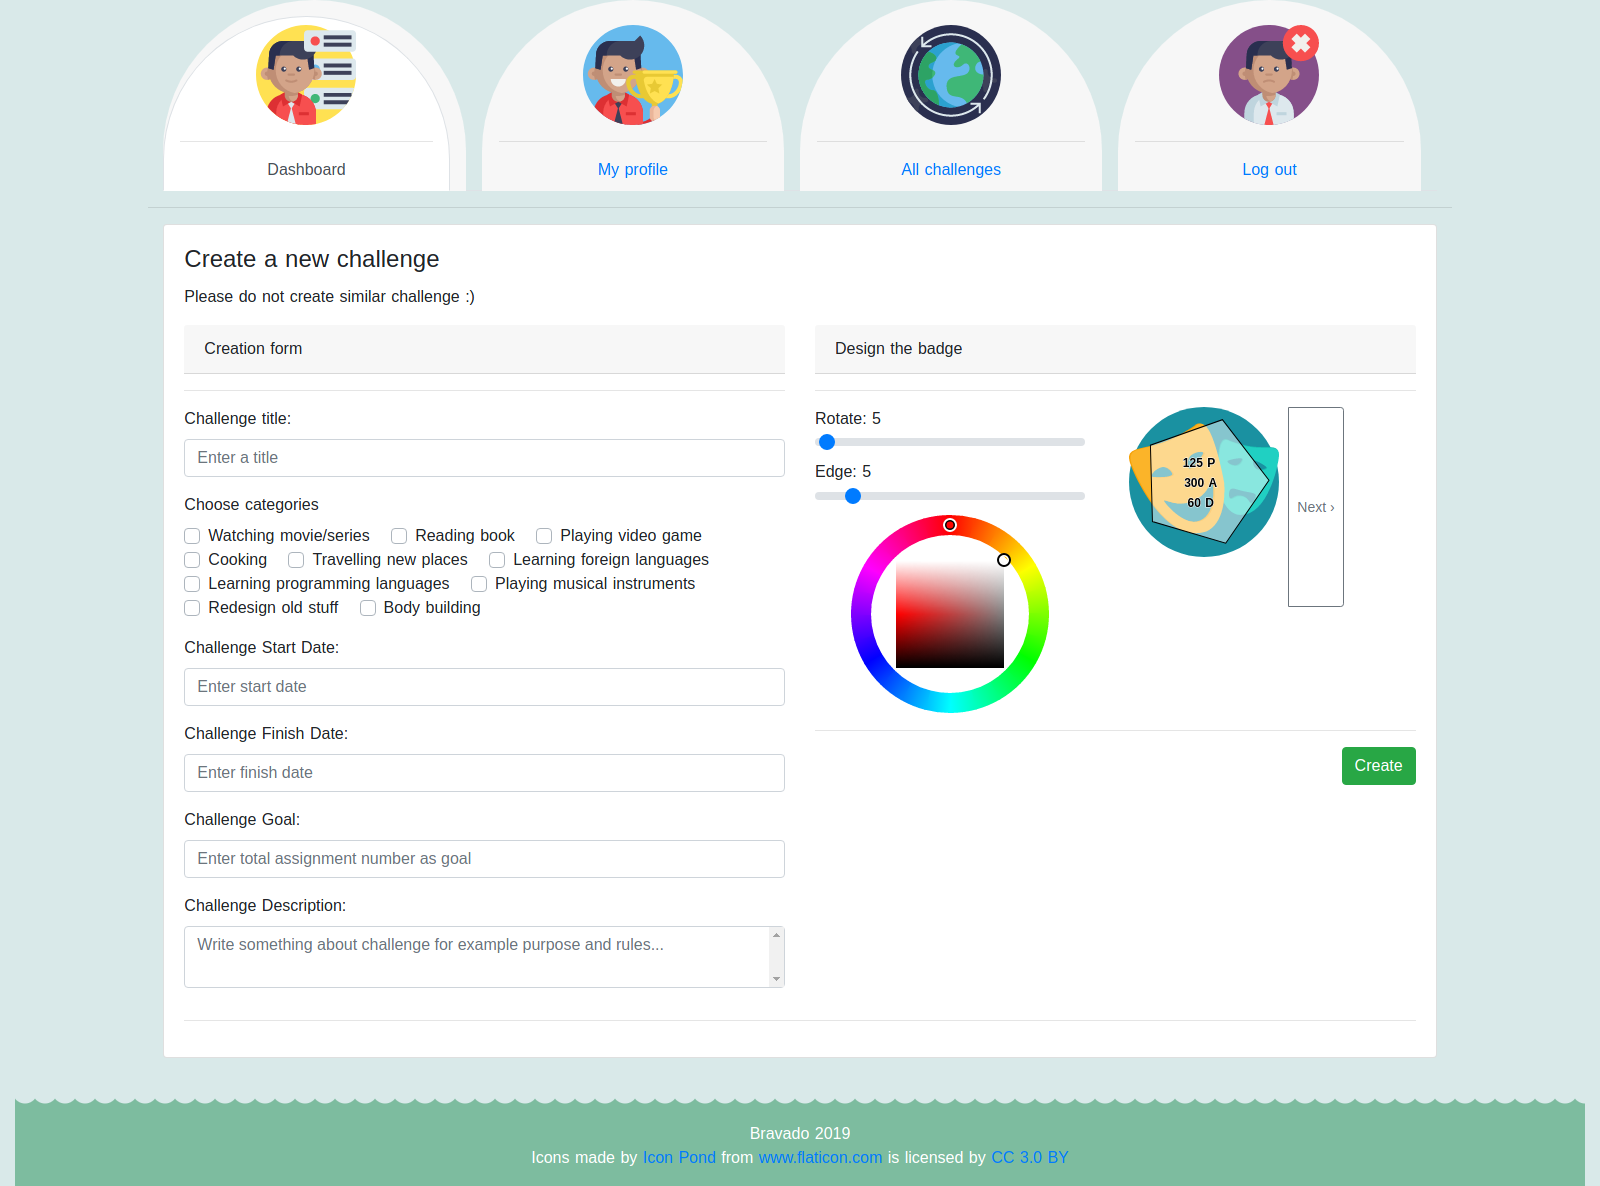 Dashboard
My profile
All challenges
Log out
Create a new challenge
Please do not create similar challenge :)
Creation form
Challenge title:
Enter a title
Choose categories
Watching movie/series Reading book Playing video game
Cooking Travelling new places Learning foreign languages
Learning programming languages Playing musical instruments
Redesign old stuff Body building
Challenge Start Date:
Enter start date
Challenge Finish Date:
Enter finish date
Challenge Goal:
Enter total assignment number as goal
Challenge Description:
Write something about challenge for example purpose and rules...
Design the badge
Rotate: 5
Edge: 5
125 P
300 A
60 D
Next ›
Create
Bravado 2019
Icons made by Icon Pond from www.flaticon.com is licensed by CC 3.0 BY